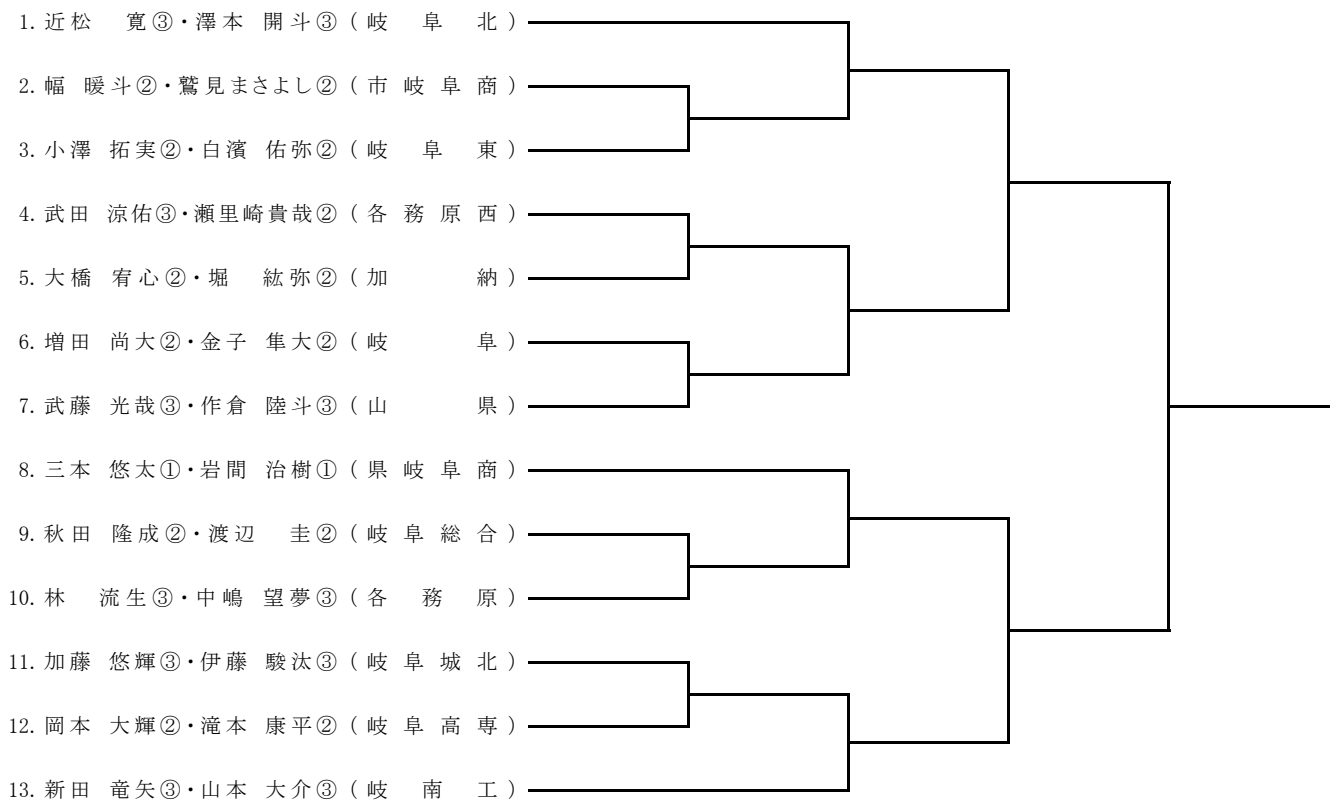 1. 近松　寛③・澤本 開斗③ ( 岐　阜　北 )
2. 幅 暖斗②・鷲見まさよし② ( 市 岐 阜 商 )
3. 小澤 拓実②・白濱 佑弥② ( 岐　阜　東 )
4. 武田 涼佑③・瀬里崎貴哉② ( 各 務 原 西 )
5. 大橋 宥心②・堀　紘弥② ( 加　　　納 )
6. 増田 尚大②・金子 隼大② ( 岐　　　阜 )
7. 武藤 光哉③・作倉 陸斗③ ( 山　　　県 )
8. 三本 悠太①・岩間 治樹① ( 県 岐 阜 商 )
9. 秋田 隆成②・渡辺　圭② ( 岐 阜 総 合 )
10. 林　流生③・中嶋 望夢③ ( 各　務　原 )
11. 加藤 悠輝③・伊藤 駿汰③ ( 岐 阜 城 北 )
12. 岡本 大輝②・滝本 康平② ( 岐 阜 高 専 )
13. 新田 竜矢③・山本 大介③ ( 岐　南　工 )